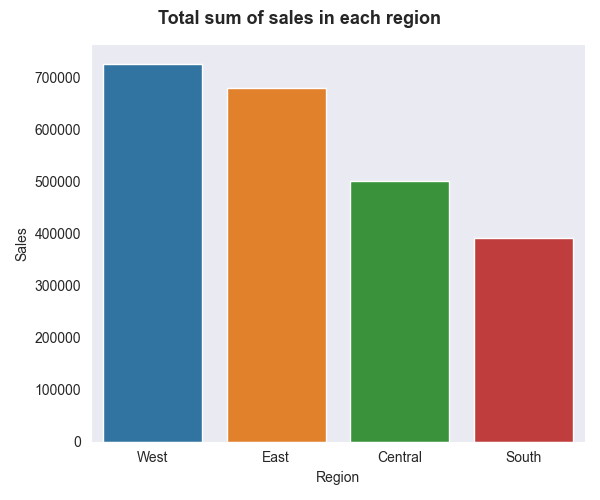 Total sum of sales in each region
Sales
700000
600000
500000
400000
300000
200000
100000
0
West East Central South
Region